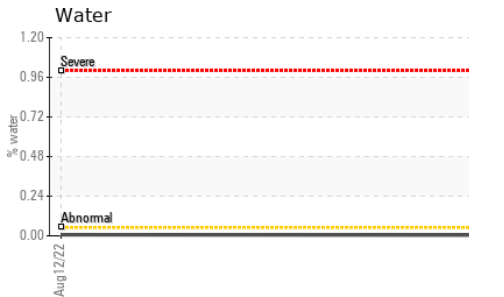 Water
1.20
Severe
0.96
0.72
% water
0.48
0.24
Abnormal
0.00
Aug12/22